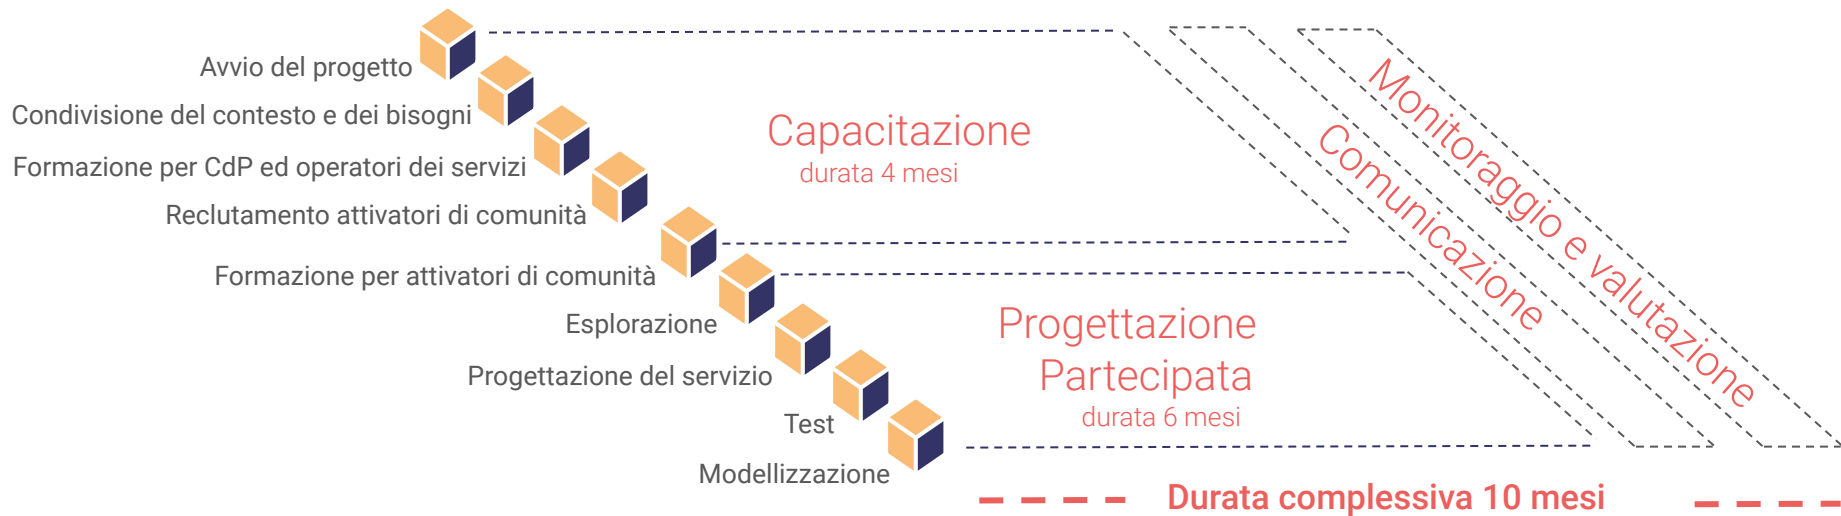 Avvio del progetto
Condivisione del contesto e dei bisogni
Formazione per CdP ed operatori dei servizi
Reclutamento attivatori di comunità
Formazione per attivatori di comunità
Esplorazione
Progettazione del servizio
Test
Modellizzazione
Capacitazione
durata 4 mesi
Progettazione
Partecipata
durata 6 mesi
Comunicazione
Monitoraggio e valutazione
Durata complessiva 10 mesi